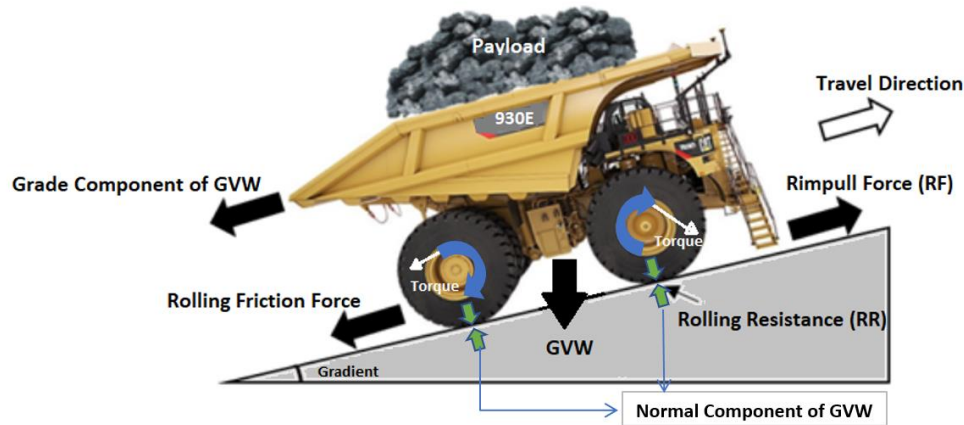 Payload
930E
Travel Direction
Grade Component of GVW
Rimpull Force (RF)
Torque
Torque
Rolling Friction Force
Rolling Resistance (RR)
GVW
Gradient
Normal Component of GVW
CAT